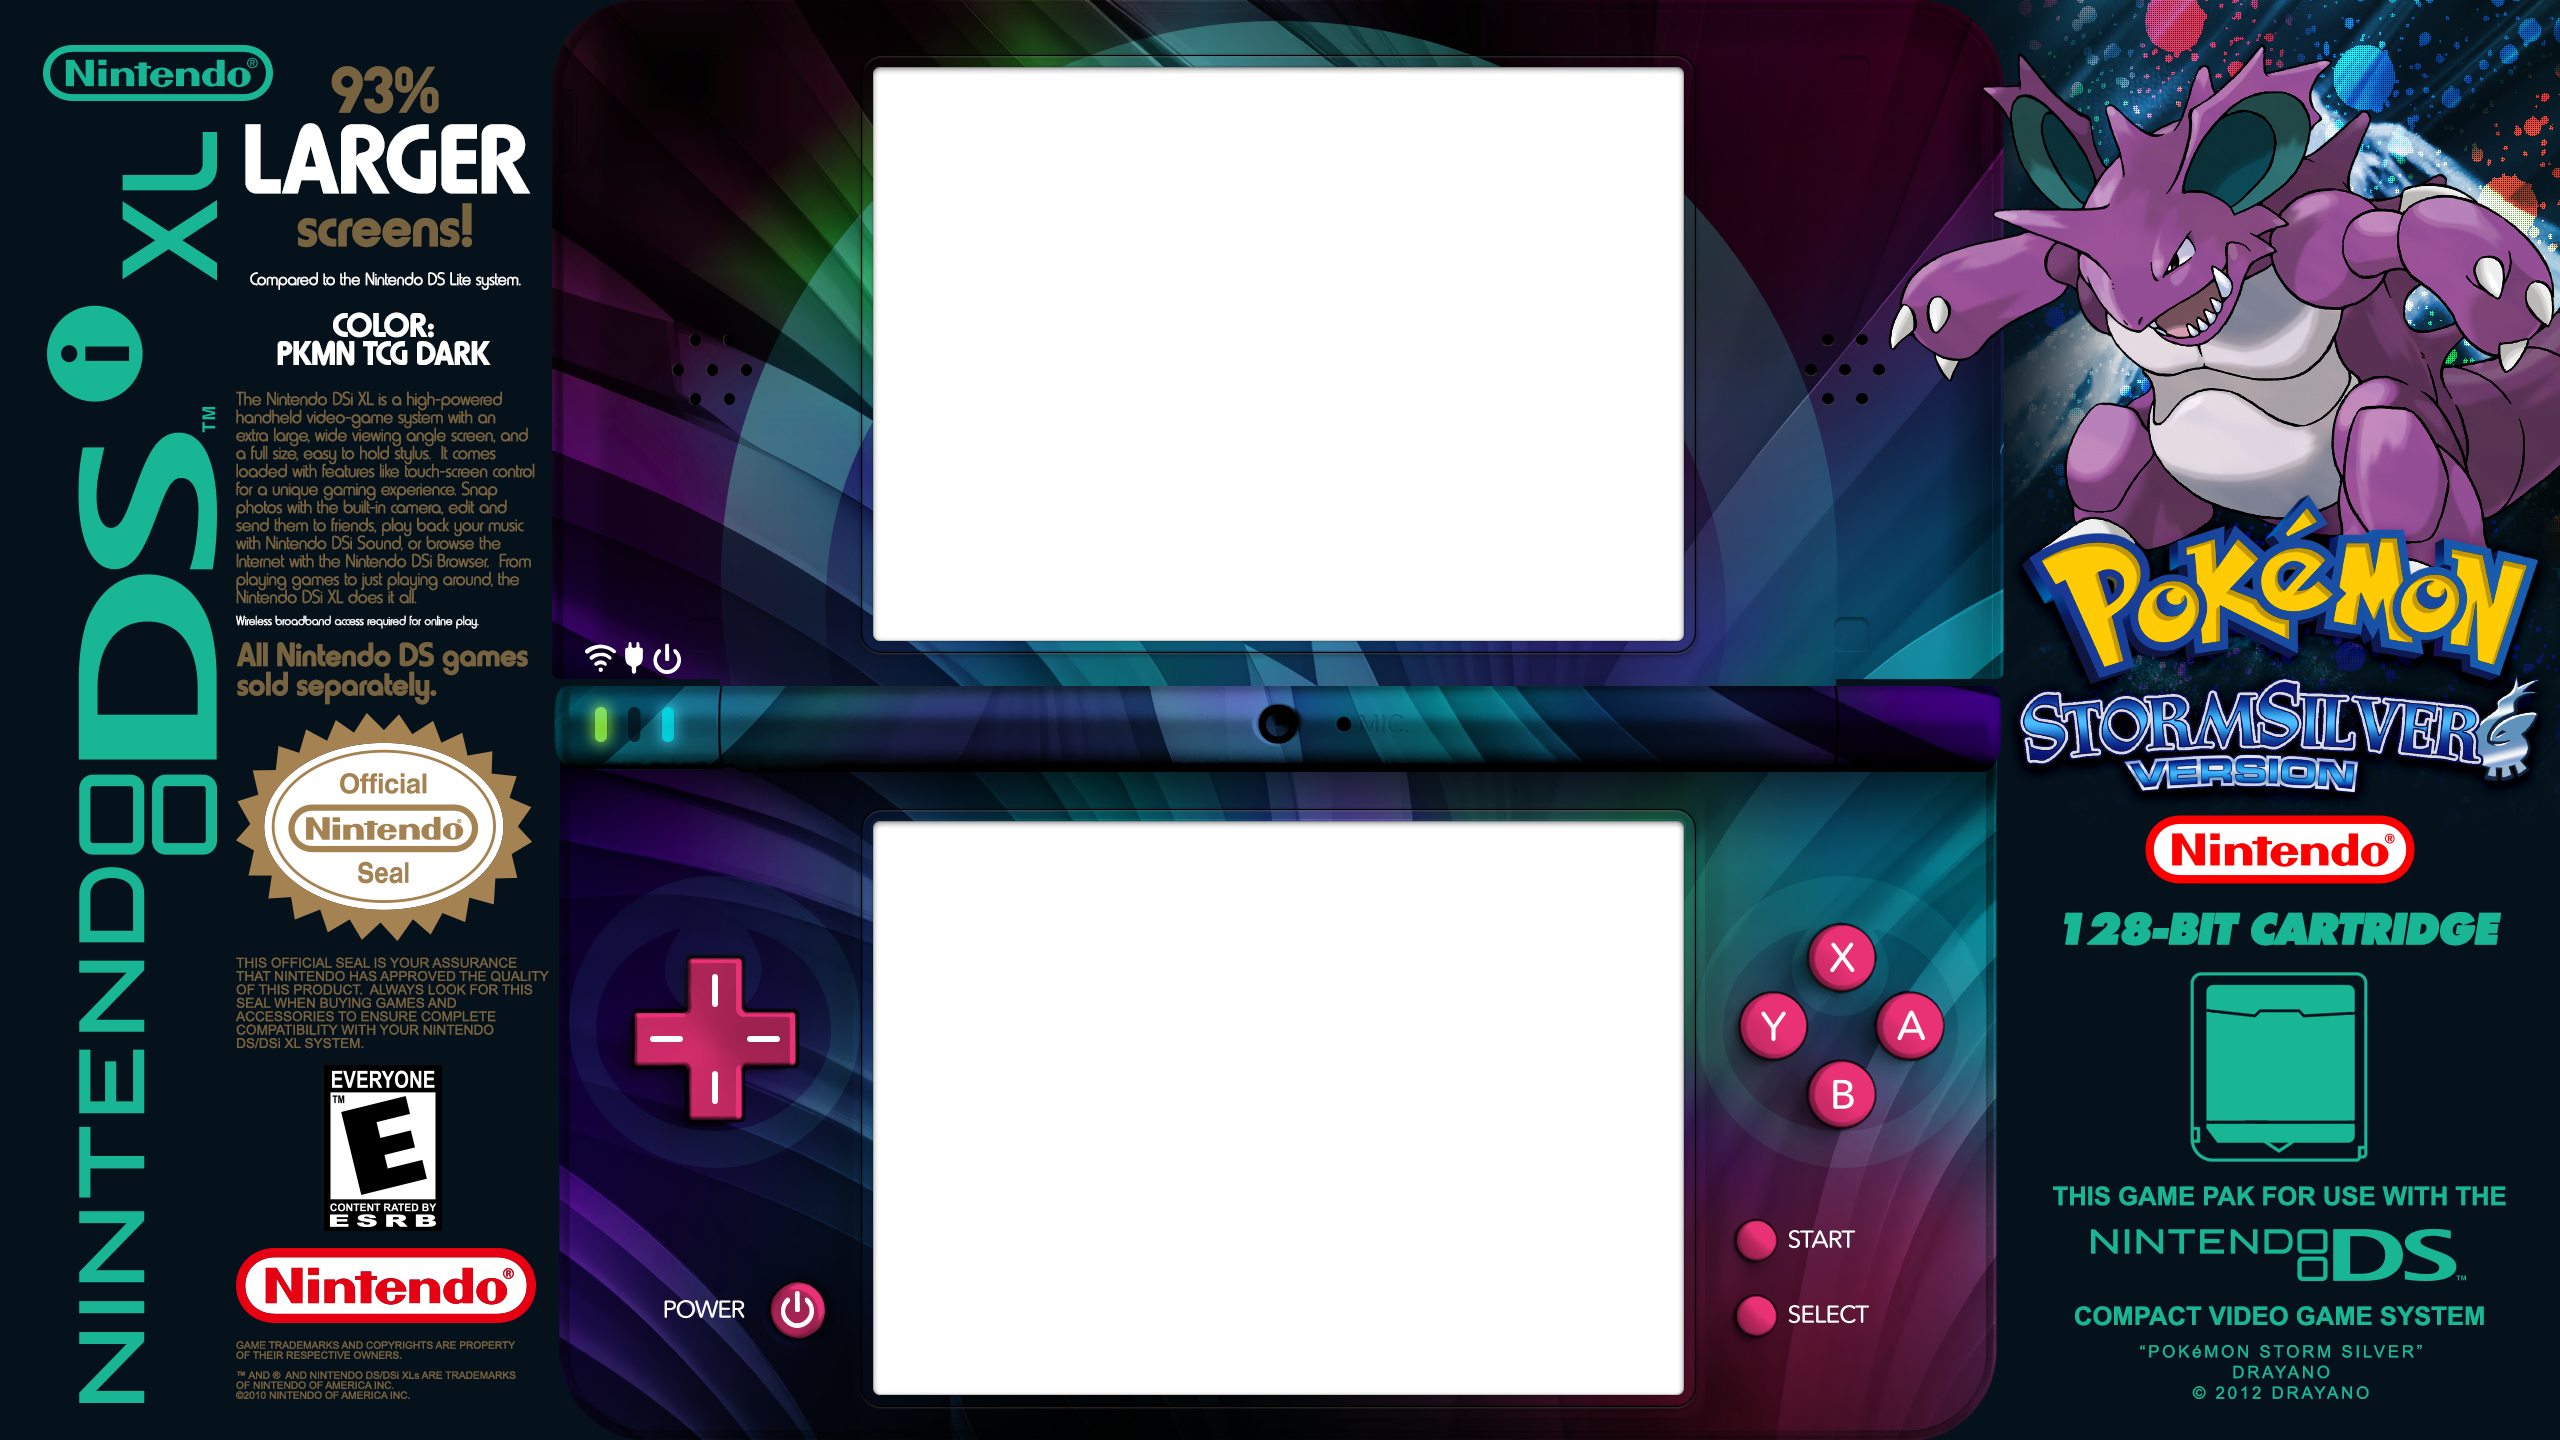 Nintendo®
NINTENDO DSi XL™
93%
LARGER
screens!
Compared to the Nintendo DS Lite system.
COLOR:
PKMN TCG DARK
The Nintendo DSi XL is a high-powered
handheld video-game system with an
extra large, wide viewing angle screen, and
a full size, easy to hold stylus. It comes
loaded with features like touch-screen control
for a unique gaming experience. Snap
photos with the built-in camera, edit and
send them to friends, play back your music
with Nintendo DSi Sound, or browse the
Internet with the Nintendo DSi Browser. From
playing games to just playing around, the
Nintendo DSi XL does it all.
Wireless broadband access required for online play.
All Nintendo DS games
sold separately.
Official
Nintendo®
Seal
THIS OFFICIAL SEAL IS YOUR ASSURANCE
THAT NINTENDO HAS APPROVED THE QUALITY
OF THIS PRODUCT. ALWAYS LOOK FOR THIS
SEAL WHEN BUYING GAMES AND
ACCESSORIES TO ENSURE COMPLETE
COMPATIBILITY WITH YOUR NINTENDO
DS/DSi XL SYSTEM.
EVERYONE
TM
E
CONTENT RATED BY
ESRB
Nintendo®
GAME TRADEMARKS AND COPYRIGHTS ARE PROPERTY
OF THEIR RESPECTIVE OWNERS.
™ AND ® AND NINTENDO DS/DSi XLs ARE TRADEMARKS
OF NINTENDO OF AMERICA INC.
©2010 NINTENDO OF AMERICA INC.
MIC.
X
Y
A
B
START
SELECT
POWER
POKéMON
STORMSILVER
VERSION
Nintendo®
128-BIT CARTRIDGE
THIS GAME PAK FOR USE WITH THE
NINTENDO DS™
COMPACT VIDEO GAME SYSTEM
“POKéMON STORM SILVER”
DRAYANO
© 2012 DRAYANO